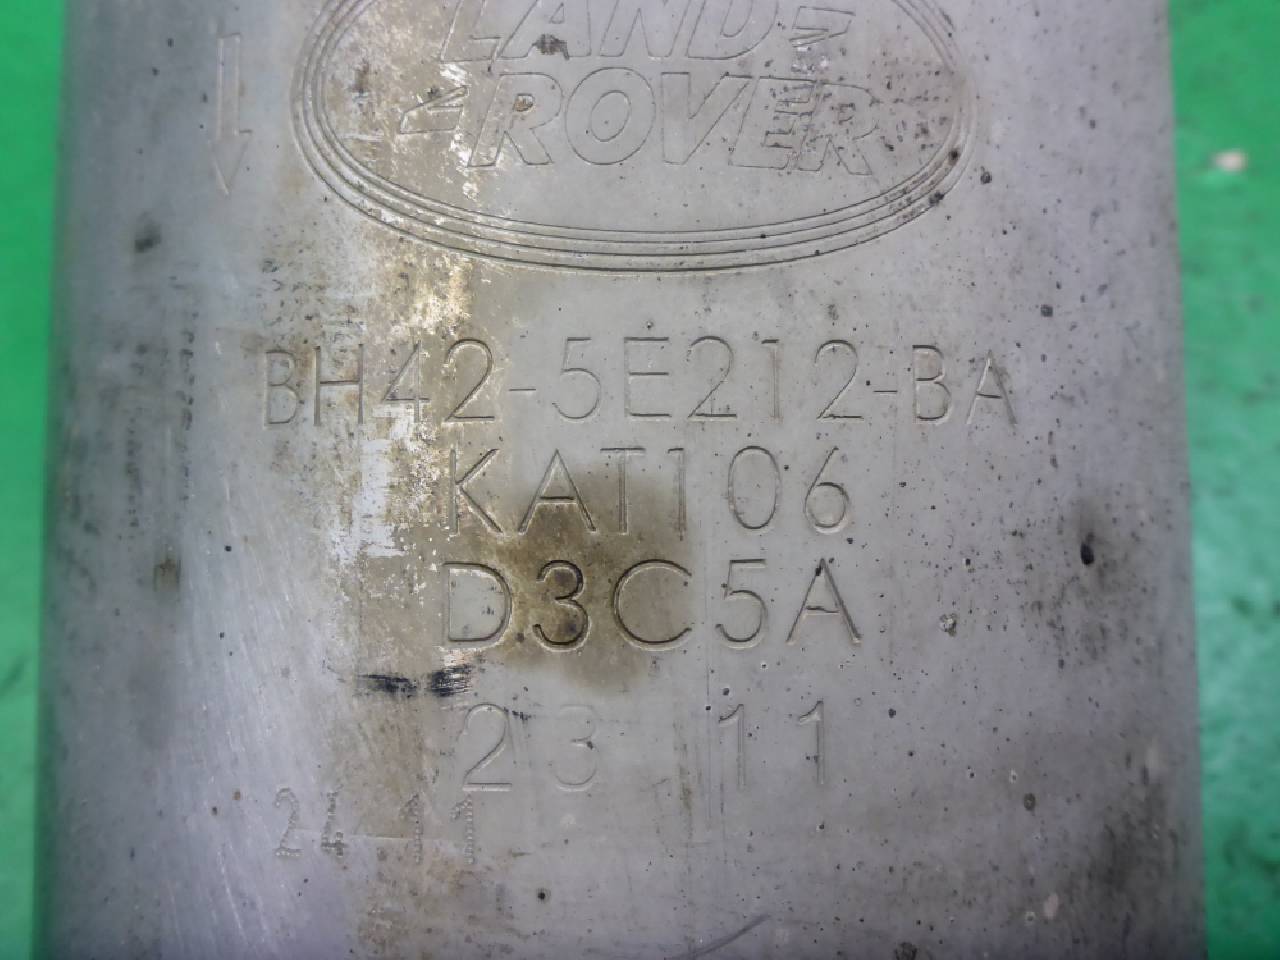 LAND
ROVER
BH42-5E212-BA
KAT106
D3C5A
23 11
24 11